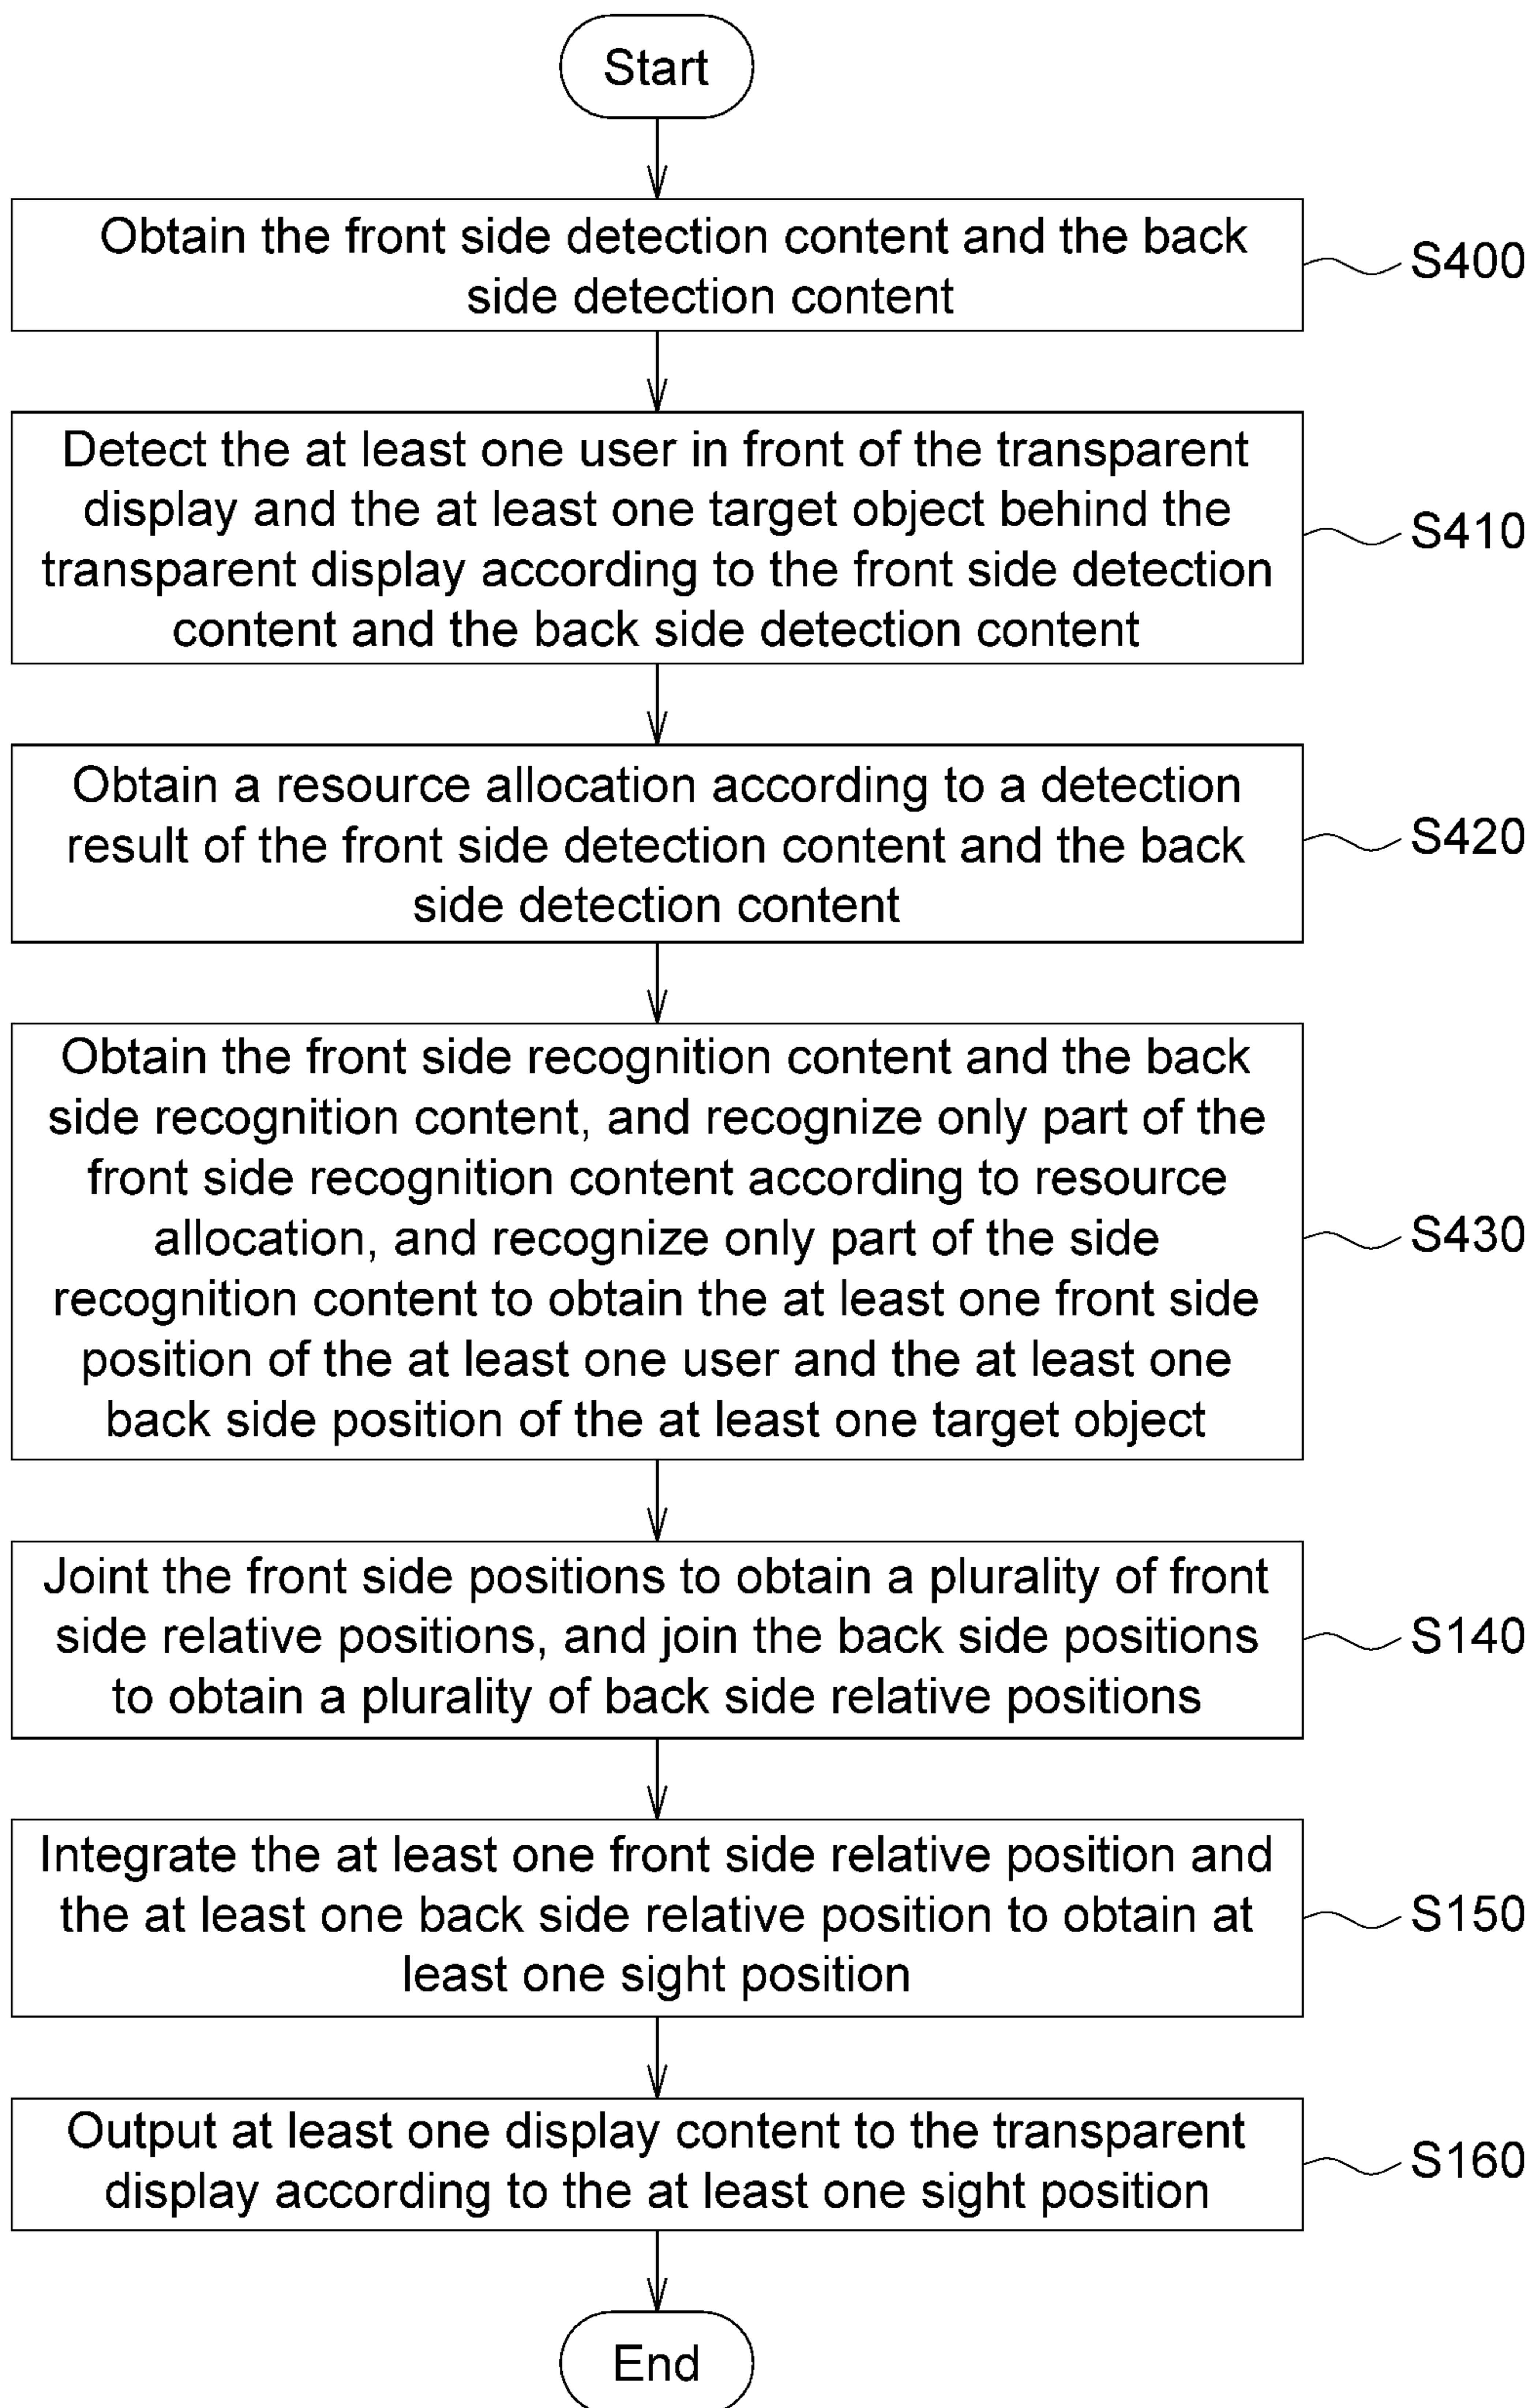 Start
Obtain the front side detection content and the back
side detection content
S400
Detect the at least one user in front of the transparent
display and the at least one target object behind the
transparent display according to the front side detection
content and the back side detection content
S410
Obtain a resource allocation according to a detection
result of the front side detection content and the back
side detection content
S420
Obtain the front side recognition content and the back
side recognition content, and recognize only part of the
front side recognition content according to resource
allocation, and recognize only part of the side
recognition content to obtain the at least one front side
position of the at least one user and the at least one
back side position of the at least one target object
S430
Joint the front side positions to obtain a plurality of front
side relative positions, and join the back side positions
to obtain a plurality of back side relative positions
S140
Integrate the at least one front side relative position and
the at least one back side relative position to obtain at
least one sight position
S150
Output at least one display content to the transparent
display according to the at least one sight position
S160
End